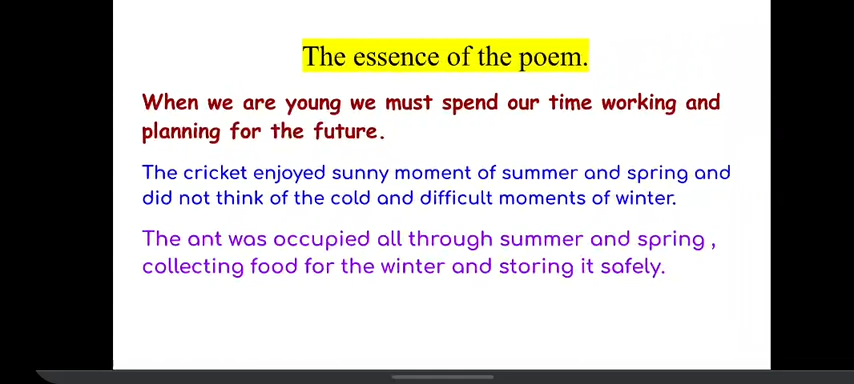 The essence of the poem.
When we are young we must spend our time working and
planning for the future.
The cricket enjoyed sunny moment of summer and spring and
did not think of the cold and difficult moments of winter.
The ant was occupied all through summer and spring ,
collecting food for the winter and storing it safely.